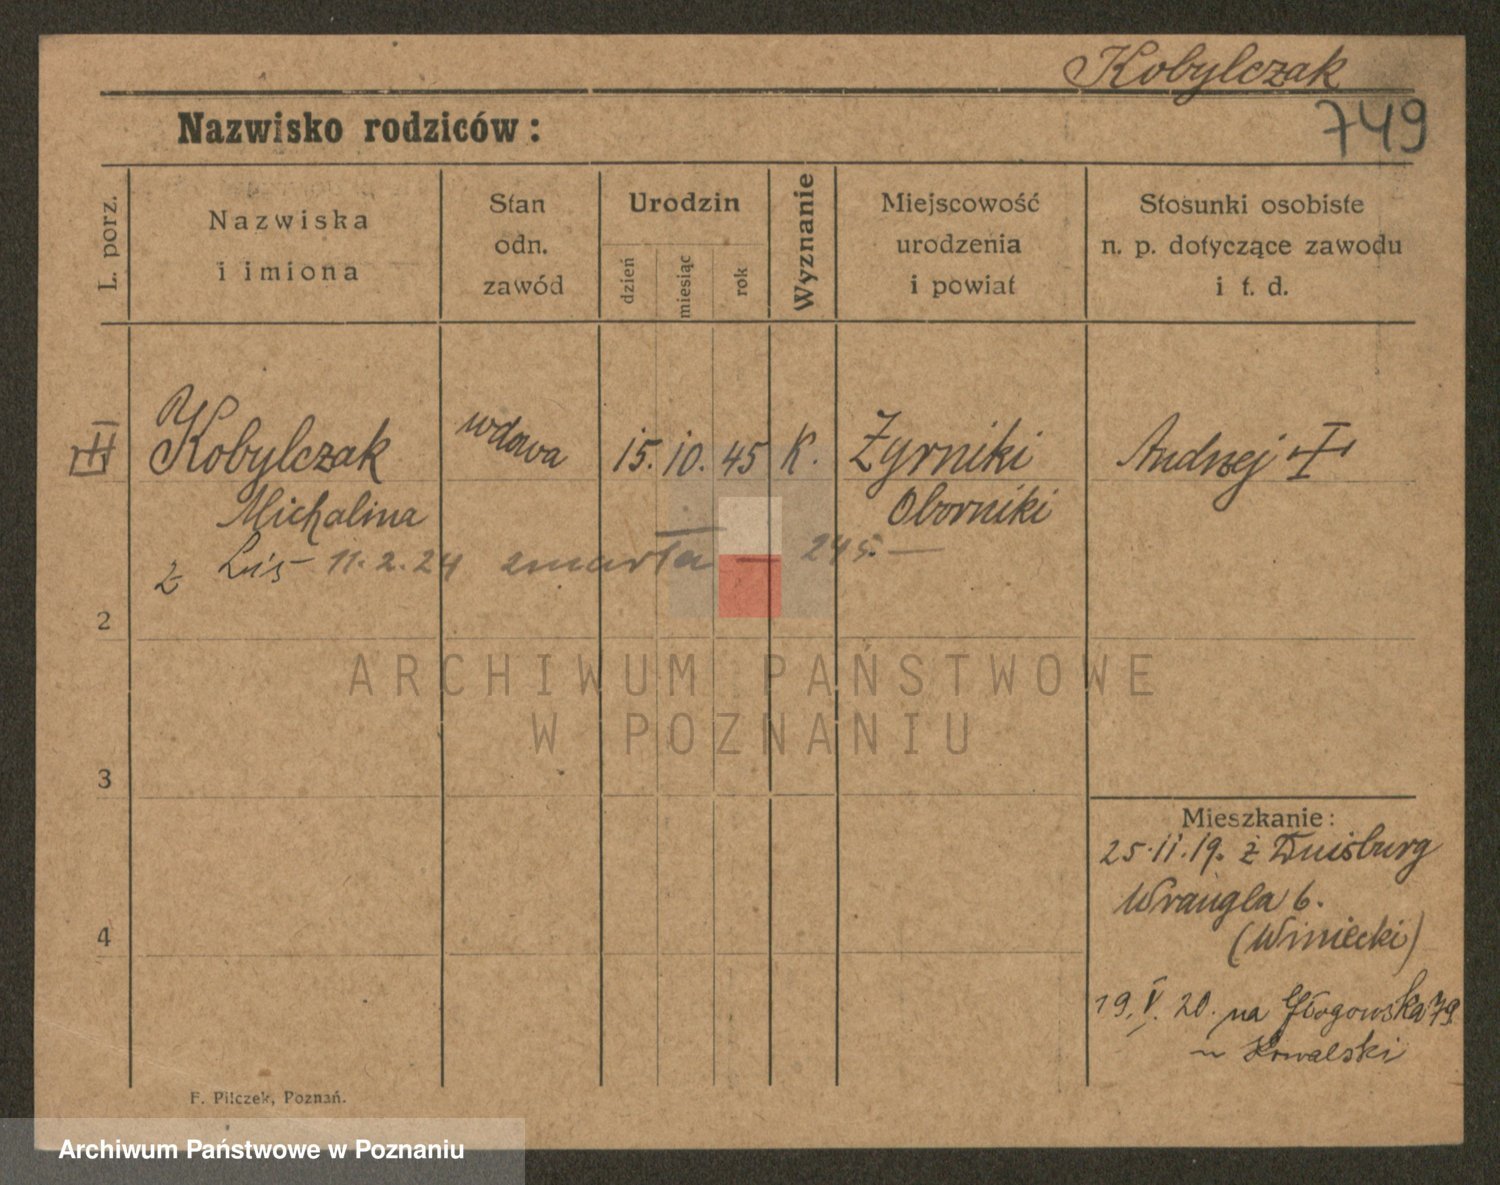 Kobylczak
749
Nazwisko rodziców:
L. porz.
Nazwiska
i imiona
Stan
odn.
zawód
Urodzin
dzień
miesiąc
rok
Wyznanie
Miejscowość
urodzenia
i powiat
Stosunki osobiste
n. p. dotyczące zawodu
i t. d.
Kobylczak wdowa 15. 10. 45 K. Żyrniki Andrzej
Michalina Oborniki
ż Lis 11.2.24 zmarła — 245. —
2
ARCHIWUM PAŃSTWOWE
W POZNANIU
3
Mieszkanie:
25.11.19. ż Duisburg
Wrangla 6.
(Winiecki)
4
19. V. 20. na Głogowska 79
u Kowalski
F. Pilczek, Poznań.
Archiwum Państwowe w Poznaniu